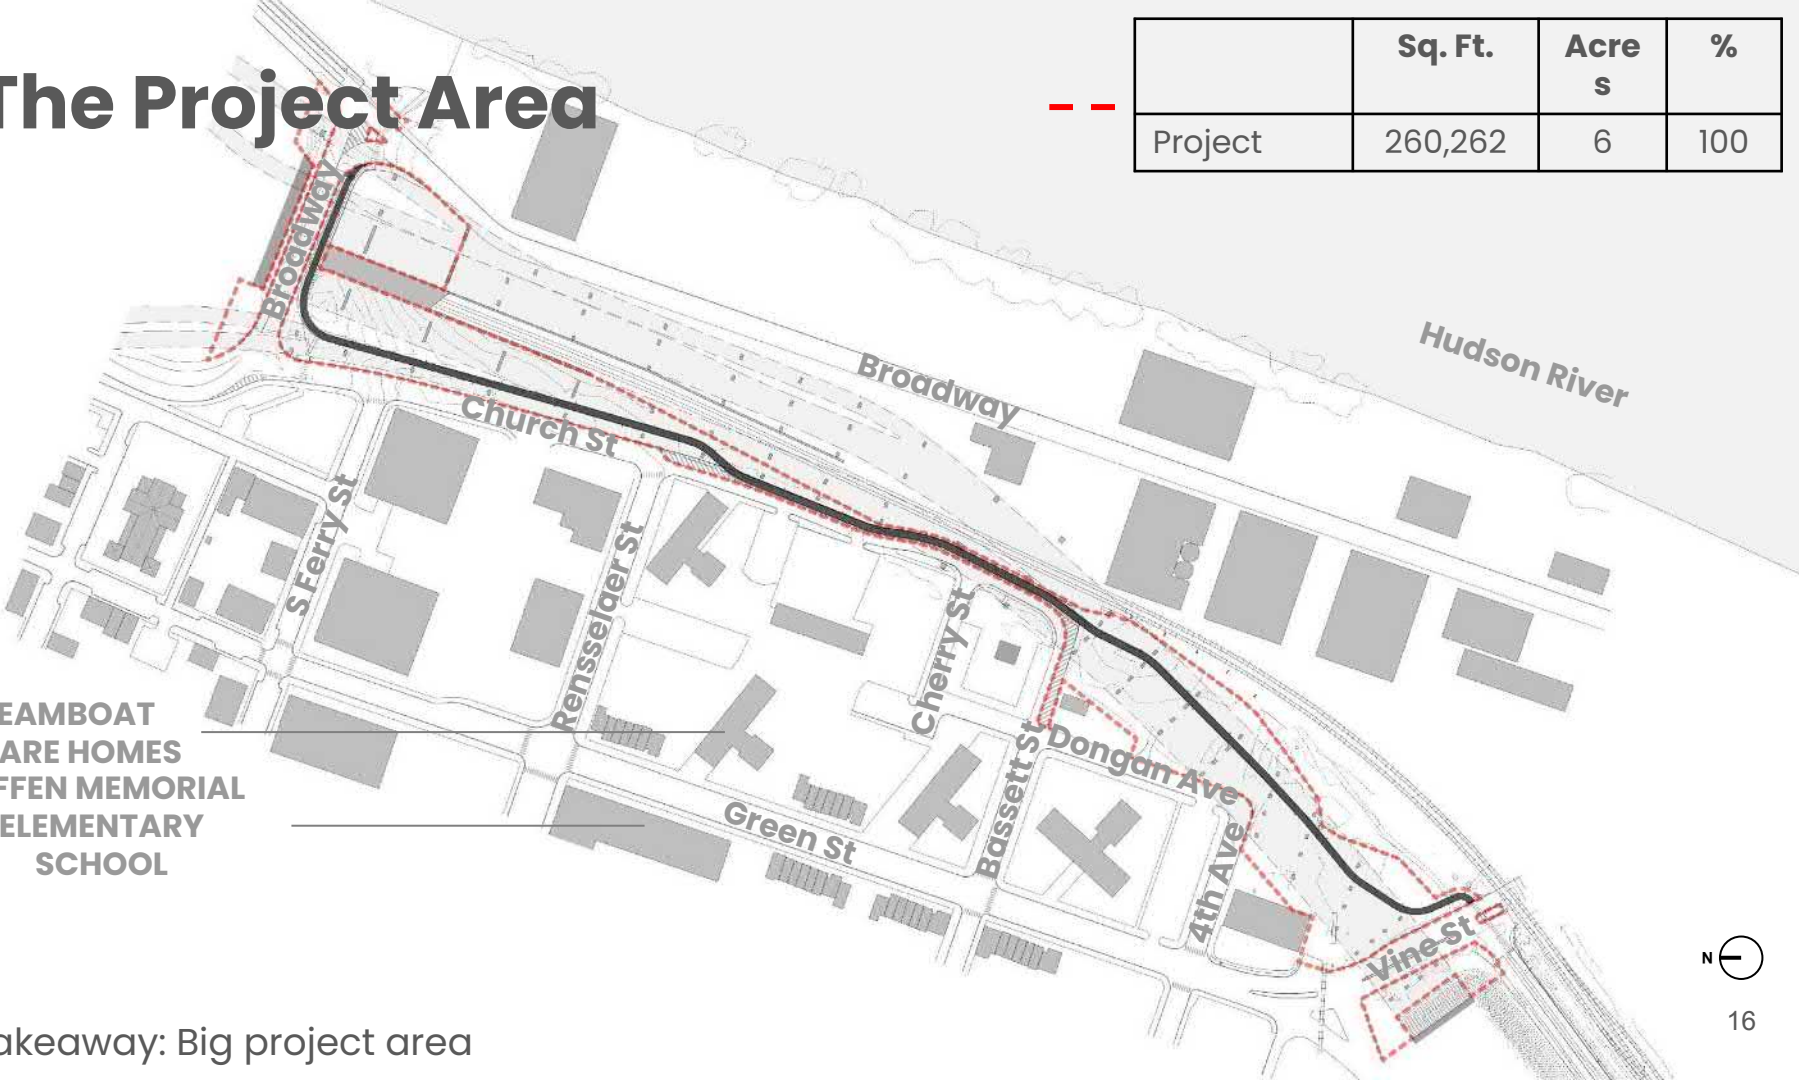 The Project Area
Sq. Ft.
Acre
s
%
Project
260,262
6
100
Broadway
Broadway
Hudson River
Church St
S Ferry St
Rensselaer St
Cherry St
Bassett St
Dongan Ave
4th Ave
Green St
Vine St
EAMBOAT
ARE HOMES
FFEN MEMORIAL
ELEMENTARY
SCHOOL
N
16
akeaway: Big project area